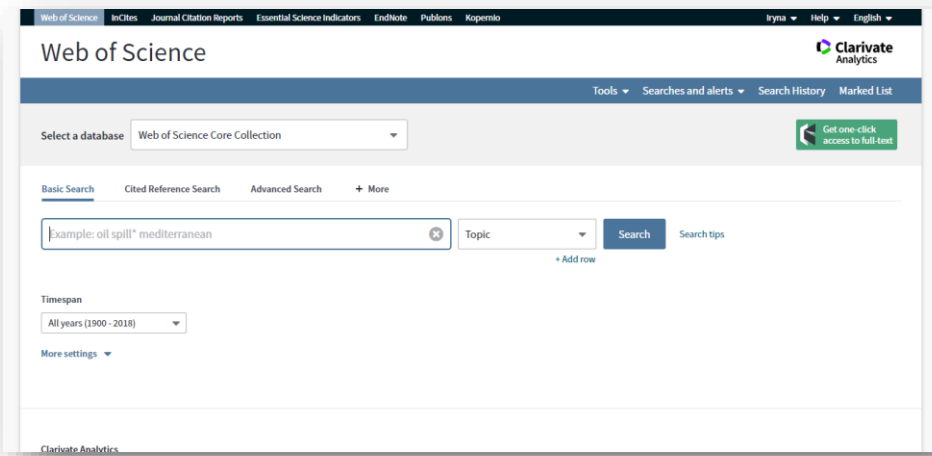 Web of Science InCites Journal Citation Reports Essential Science Indicators EndNote Publons Kopernio Iryna Help English
Web of Science
Clarivate
Analytics
Tools Searches and alerts Search History Marked List
Select a database Web of Science Core Collection
Get one-click
access to full-text
Basic Search Cited Reference Search Advanced Search + More
Example: oil spill* mediterranean Topic Search Search tips
+ Add row
Timespan
All years (1900 - 2018)
More settings
Clarivate Analytics